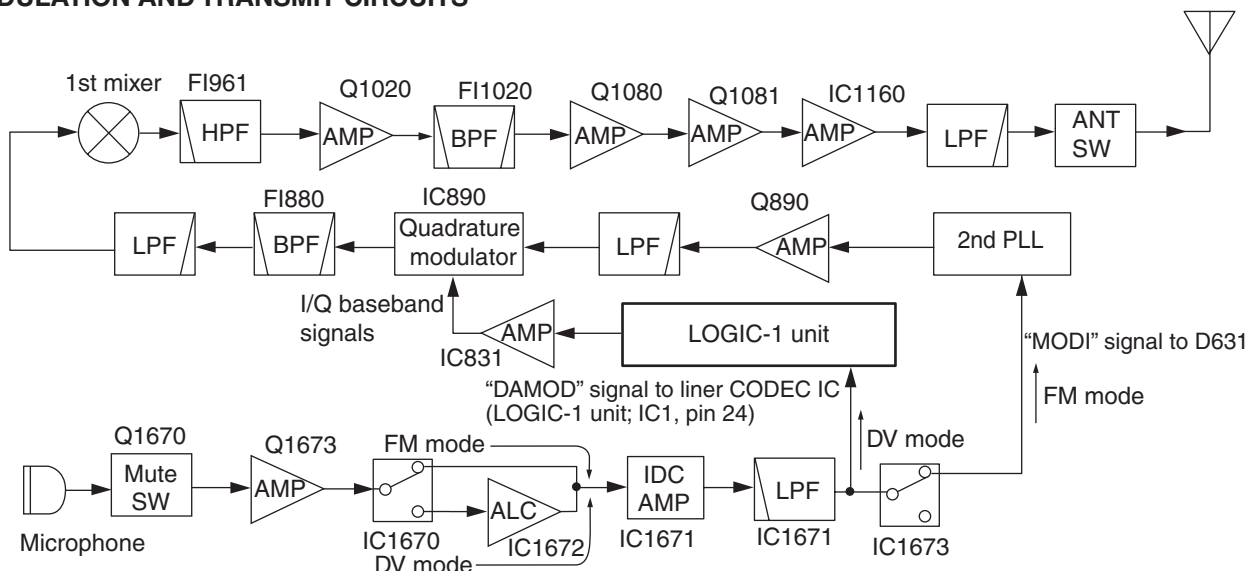 DULATION AND TRANSMIT CIRCUITS
1st mixer
FI961
HPF
Q1020
AMP
FI1020
BPF
Q1080
AMP
Q1081
AMP
IC1160
AMP
LPF
ANT
SW
LPF
FI880
BPF
IC890
Quadrature
modulator
LPF
Q890
AMP
2nd PLL
I/Q baseband
signals
AMP
IC831
LOGIC-1 unit
"MODI" signal to D631
FM mode
"DAMOD" signal to liner CODEC IC
(LOGIC-1 unit; IC1, pin 24)
DV mode
Microphone
Q1670
Mute
SW
Q1673
AMP
IC1670
FM mode
ALC
IC1672
DV mode
IDC
AMP
IC1671
LPF
IC1671
IC1673